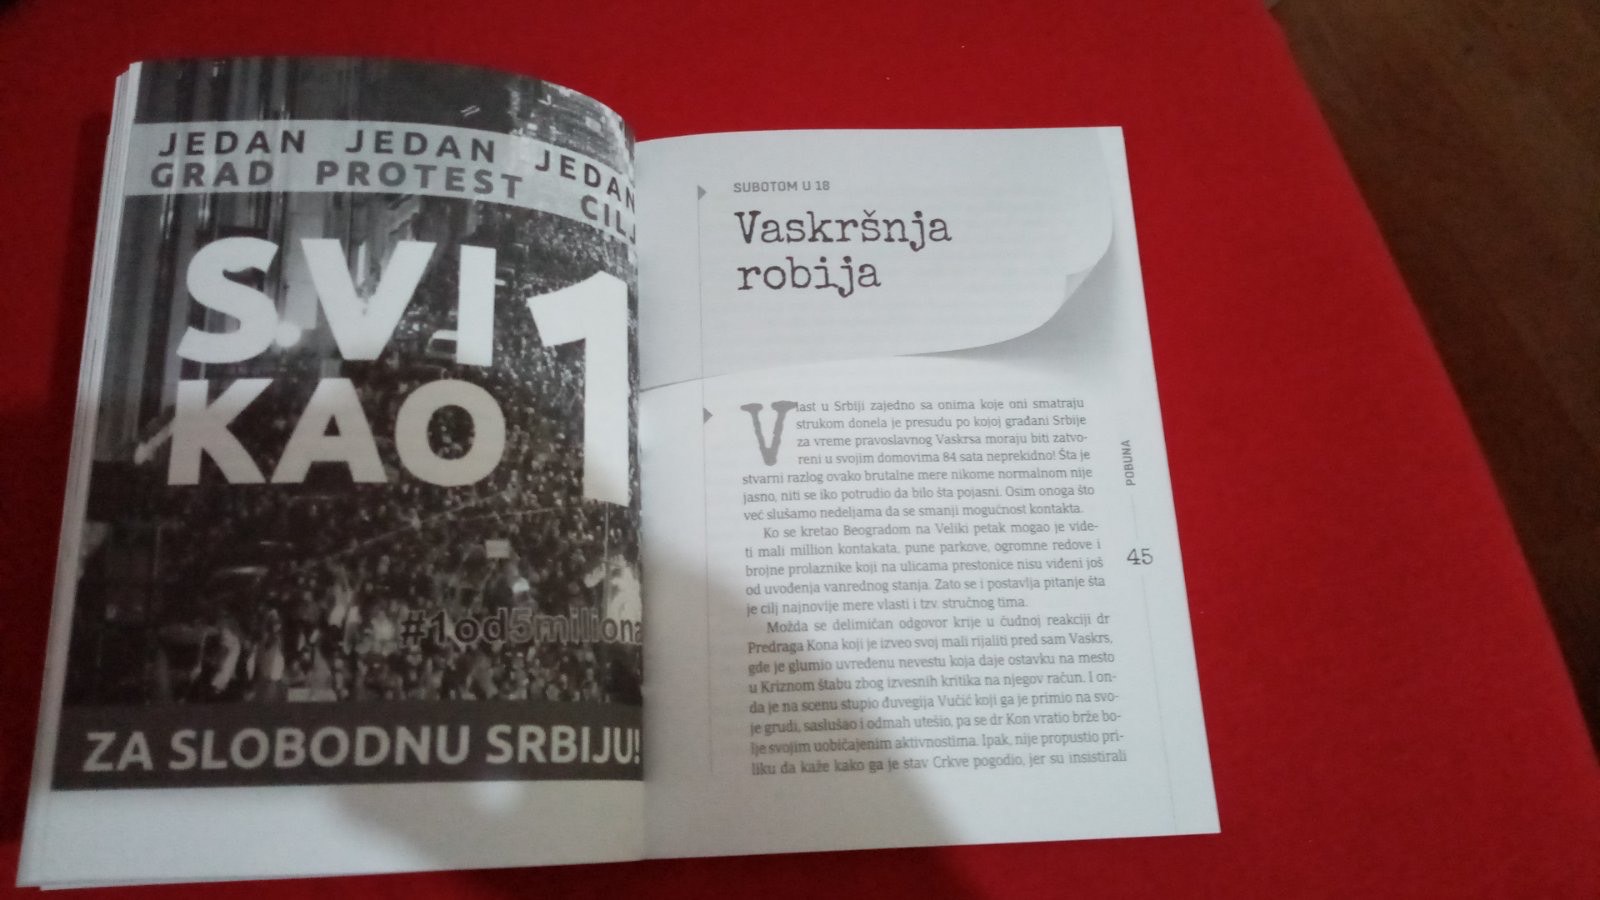 JEDAN JEDAN JEDAN
GRAD PROTEST CILJ
SVI
KAO 1
#1od5miliona
ZA SLOBODNU SRBIJU!
SUBOTOM U 18
Vaskršnja
robija
Vlast u Srbiji zajedno sa onima koje oni smatraju
strukom donela je presudu po kojoj građani Srbije
za vreme pravoslavnog Vaskrsa moraju biti zatvo-
reni u svojim domovima 84 sata neprekidno! Šta je
stvarni razlog ovako brutalne mere nikome normalnom nije
jasno, niti se iko potrudio da bilo šta pojasni. Osim onoga što
već slušamo nedeljama da se smanji mogućnost kontakta.
Ko se kretao Beogradom na Veliki petak mogao je vide-
ti mali million kontakata, pune parkove, ogromne redove i
brojne prolaznike koji na ulicama prestonice nisu viđeni još
od uvođenja vanrednog stanja. Zato se i postavlja pitanje šta
je cilj najnovije mere vlasti i tzv. stručnog tima.
Možda se delimičan odgovor krije u čudnoj reakciji dr
Predraga Kona koji je izveo svoj mali rijaliti pred sam Vaskrs,
gde je glumio uvređenu nevestu koja daje ostavku na mesto
u Kriznom štabu zbog izvesnih kritika na njegov račun. I on-
da je na scenu stupio đuvegija Vučić koji ga je primio na svo-
je grudi, saslušao i odmah utešio, pa se dr Kon vratio brže bo-
lje svojim uobičajenim aktivnostima. Ipak, nije propustio pri-
liku da kaže kako ga je stav Crkve pogodio, jer su insistirali
POBUNA
45